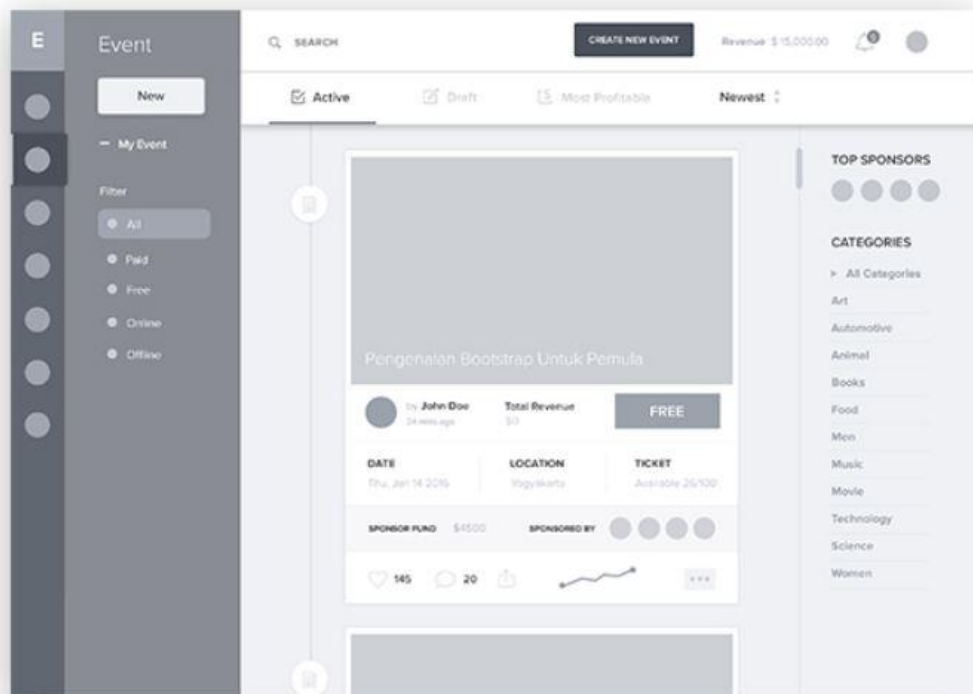 E
Event
SEARCH
CREATE NEW EVENT
Revenue $ 15,000.00
New
Active
Draft
Most Profitable
Newest
My Event
Filter
All
Paid
Free
Online
Offline
Pengenalan Bootstrap Untuk Pemula
by John Doe
24 mins ago
Total Revenue
$0
FREE
DATE
Thu, Jan 14 2016
LOCATION
Yogyakarta
TICKET
Available 26/100
SPONSOR FUND $4500
SPONSORED BY
145
20
TOP SPONSORS
CATEGORIES
All Categories
Art
Automotive
Animal
Books
Food
Men
Music
Movie
Technology
Science
Women